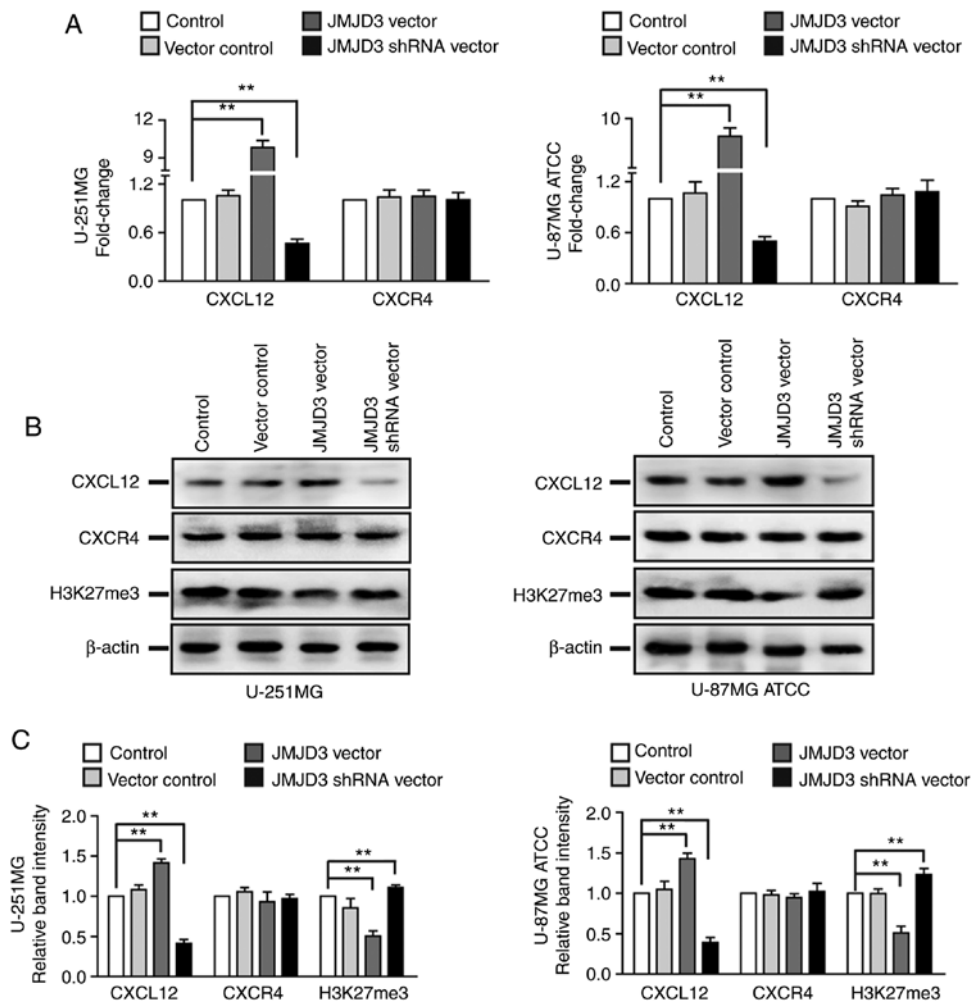 A
Control
JMJD3 vector
Vector control
JMJD3 shRNA vector
**
**
12
9
1.2
0.6
0.0
U-251MG
Fold-change
CXCL12
CXCR4
Control
JMJD3 vector
Vector control
JMJD3 shRNA vector
**
**
10
1.2
0.6
0.0
U-87MG ATCC
Fold-change
CXCL12
CXCR4
B
Control
Vector control
JMJD3 vector
JMJD3
shRNA vector
CXCL12
CXCR4
H3K27me3
β-actin
U-251MG
Control
Vector control
JMJD3 vector
JMJD3
shRNA vector
CXCL12
CXCR4
H3K27me3
β-actin
U-87MG ATCC
C
Control
JMJD3 vector
Vector control
JMJD3 shRNA vector
2.0
1.5
1.0
0.5
0.0
U-251MG
Relative band intensity
**
**
**
**
CXCL12
CXCR4
H3K27me3
Control
JMJD3 vector
Vector control
JMJD3 shRNA vector
2.0
1.5
1.0
0.5
0.0
U-87MG ATCC
Relative band intensity
**
**
**
**
CXCL12
CXCR4
H3K27me3